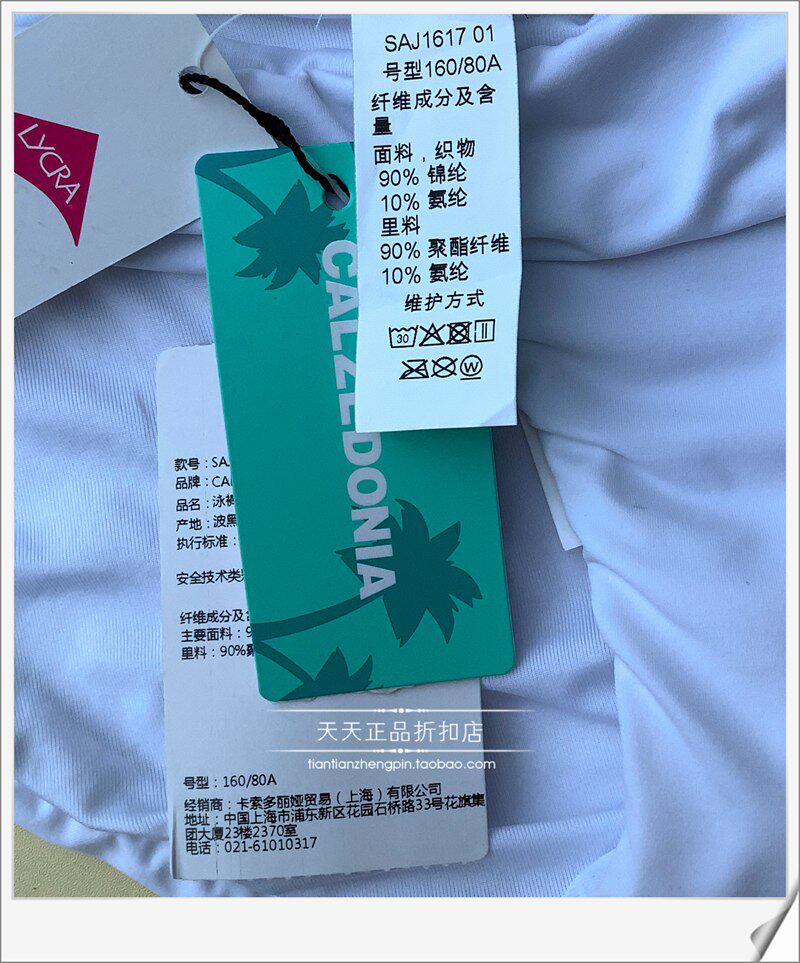 SAJ1617 01
号型160/80A
纤维成分及含
量
面料，织物
90% 锦纶
10% 氨纶
里料
90% 聚酯纤维
10% 氨纶
维护方式
30
W
LYCRA
CALZEDONIA
款号：SAJ
品牌：CAL
品名：泳裤
产地：波黑
执行标准：
安全技术类别
纤维成分及含
主要面料：9
里料：90%聚
天天正品折扣店
tiantianzhengpin.taobao.com
号型：160/80A
经销商：卡索多丽娅贸易（上海）有限公司
地址：中国上海市浦东新区花园石桥路33号花旗集
团大厦23楼2370室
电话：021-61010317